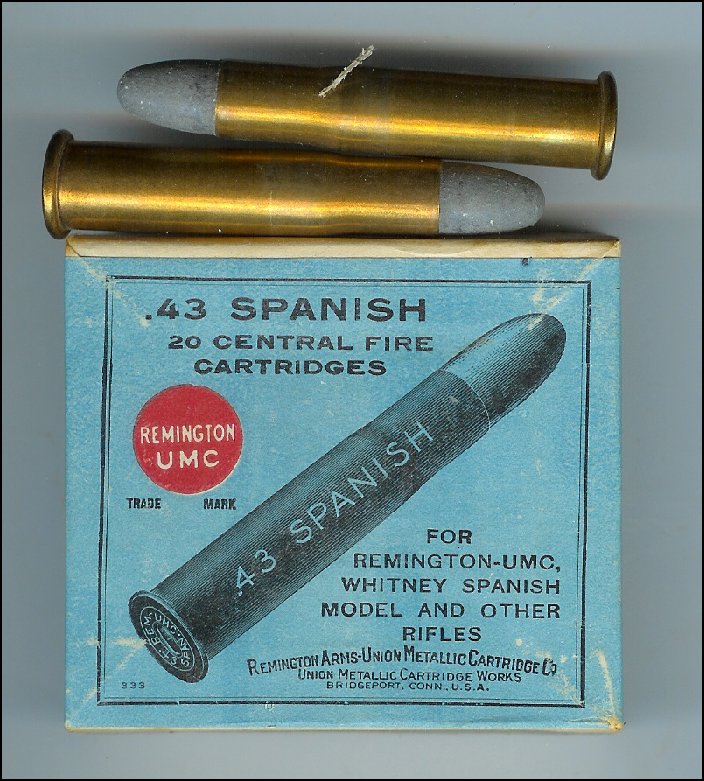 .43 SPANISH
20 CENTRAL FIRE
CARTRIDGES
REMINGTON
UMC
TRADE MARK
.43 SPANISH
FOR
REMINGTON-UMC,
WHITNEY SPANISH
MODEL AND OTHER
RIFLES
REMINGTON ARMS-UNION METALLIC CARTRIDGE CO
UNION METALLIC CARTRIDGE WORKS
BRIDGEPORT, CONN., U.S.A.